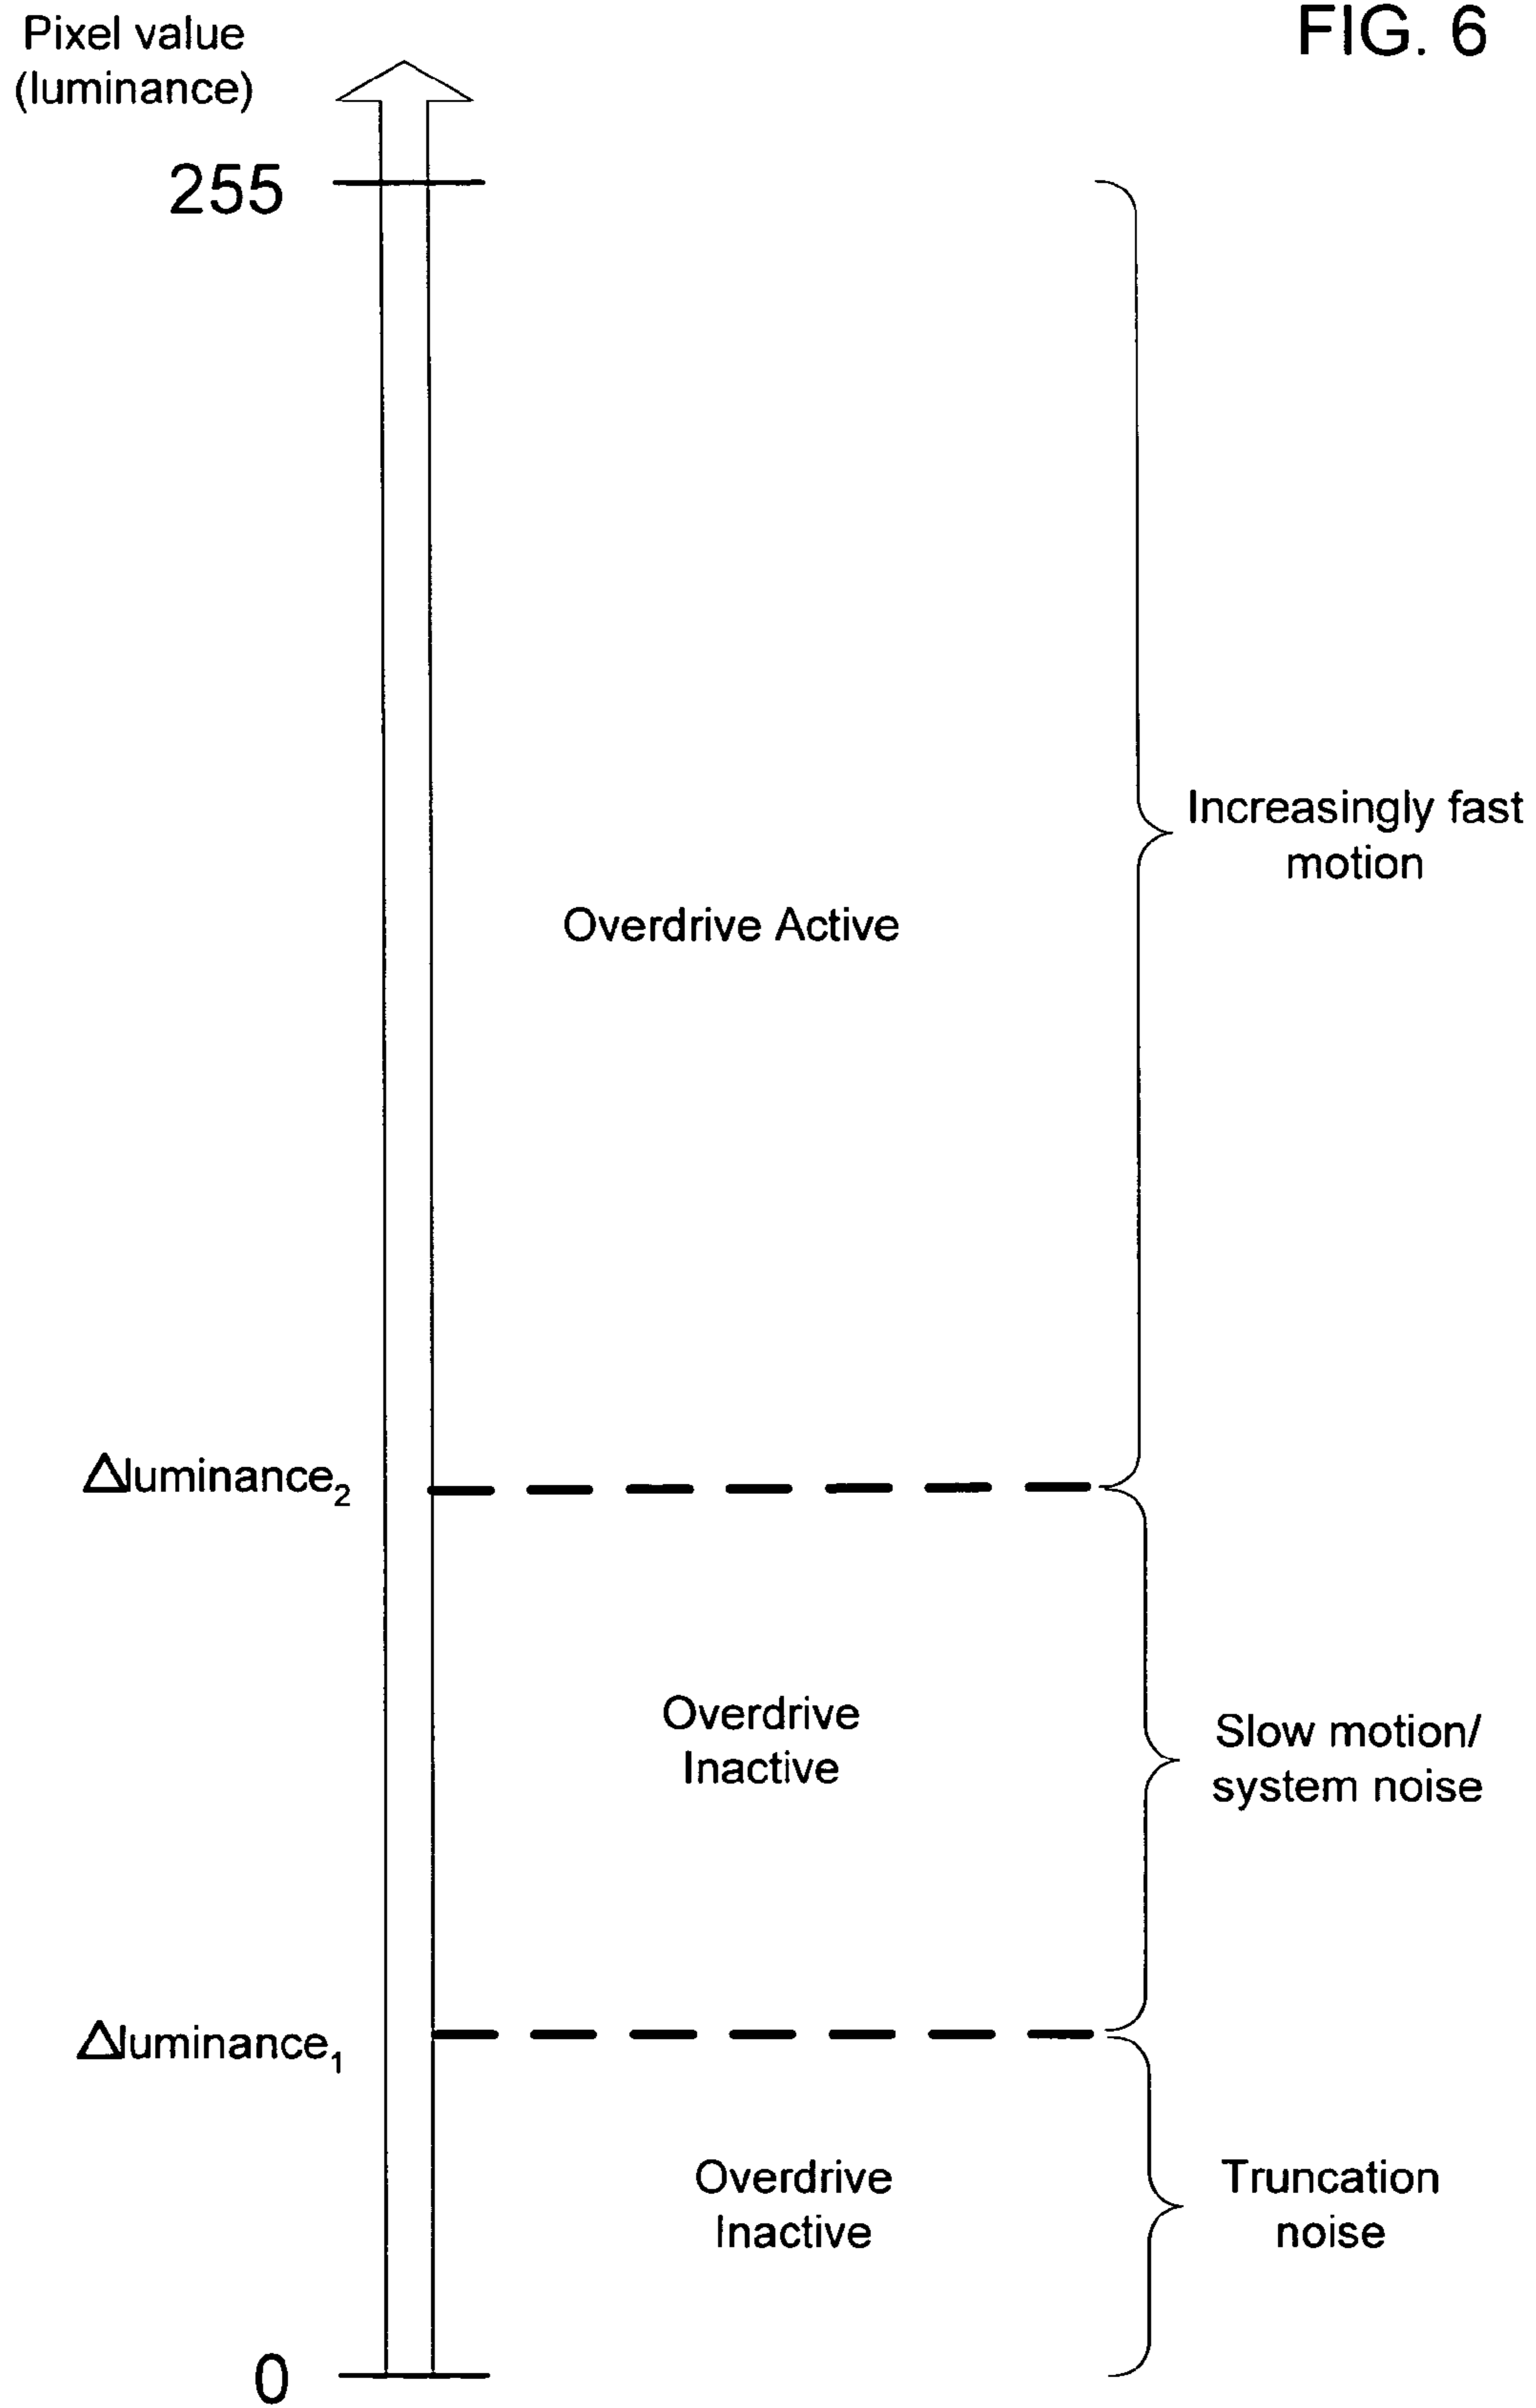 FIG. 6
Pixel value
(luminance)
255
Increasingly fast
motion
Overdrive Active
Δluminance₂
Overdrive
Inactive
Slow motion/
system noise
Δluminance₁
Overdrive
Inactive
Truncation
noise
0